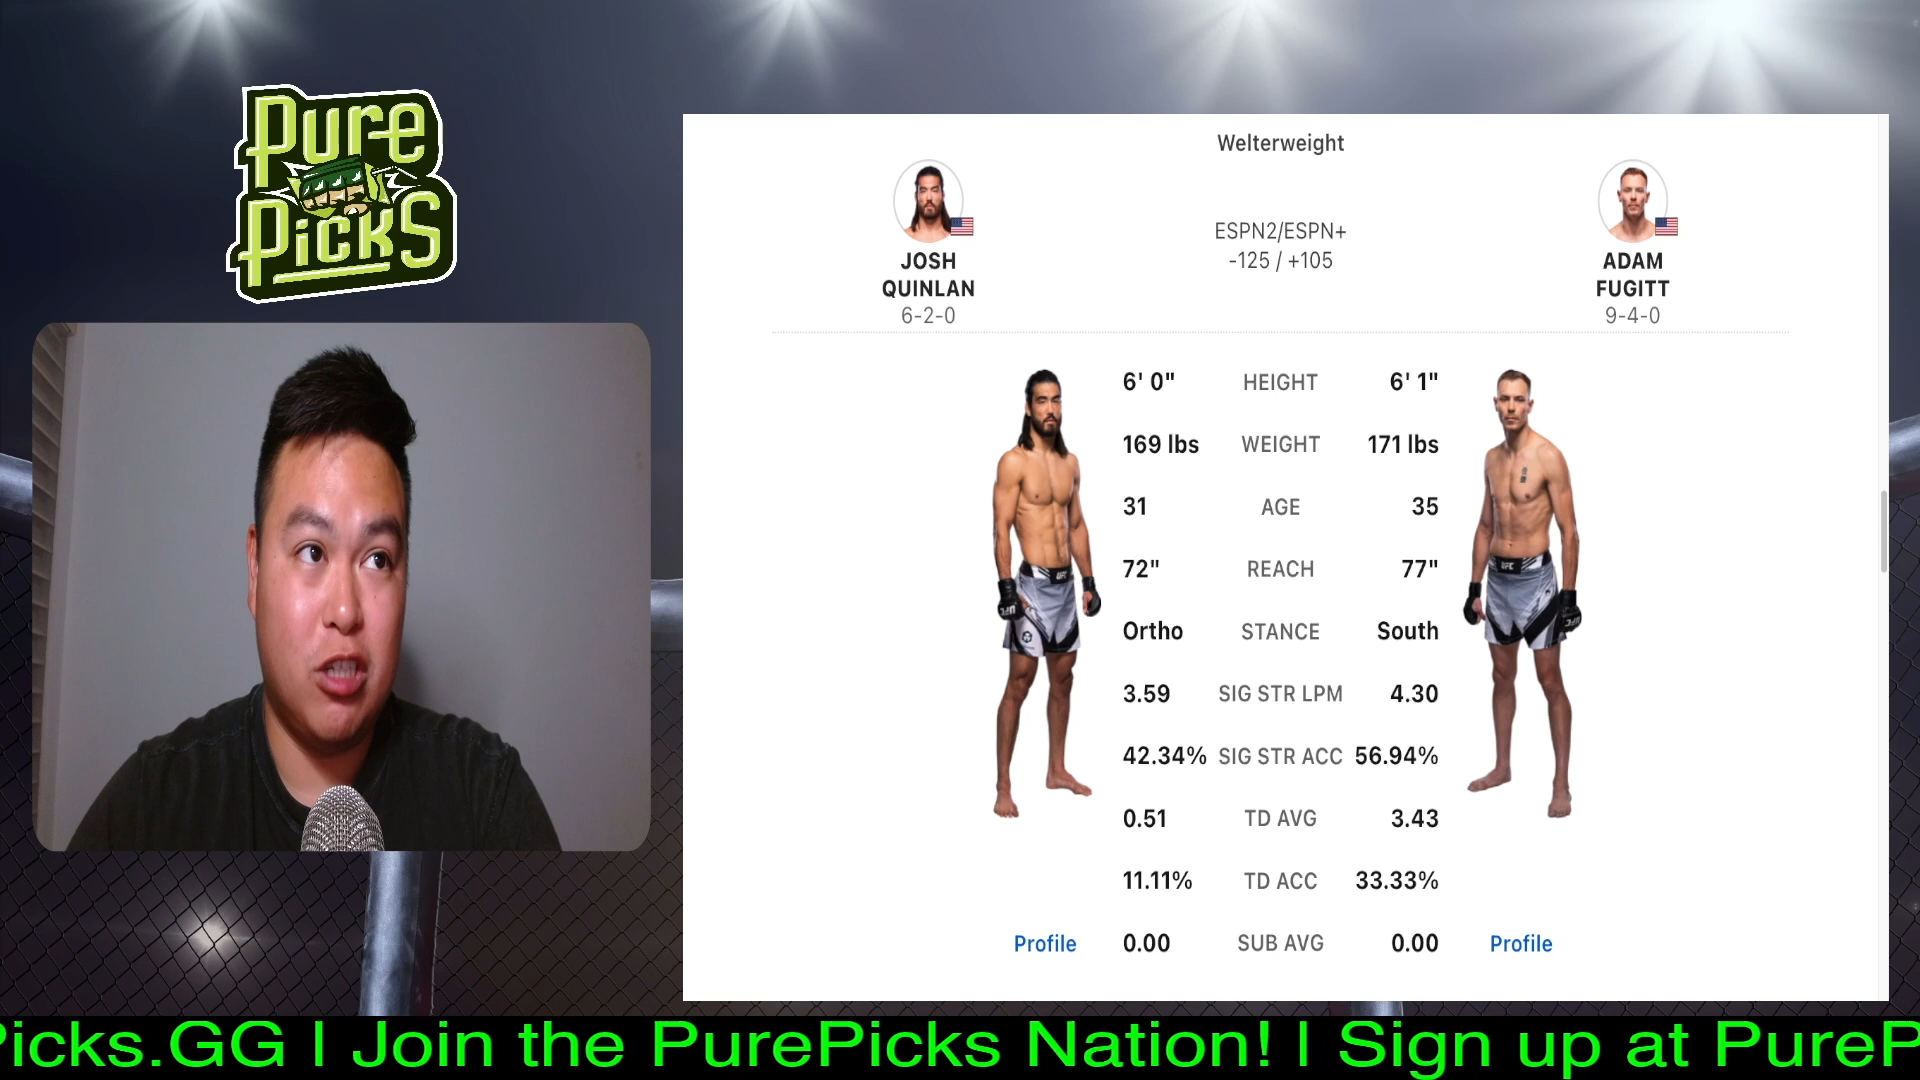 Pure
Picks
Welterweight
ESPN2/ESPN+
-125 / +105
JOSH
QUINLAN
6-2-0
ADAM
FUGITT
9-4-0
6' 0" HEIGHT 6' 1"
169 lbs WEIGHT 171 lbs
31 AGE 35
72" REACH 77"
Ortho STANCE South
3.59 SIG STR LPM 4.30
42.34% SIG STR ACC 56.94%
0.51 TD AVG 3.43
11.11% TD ACC 33.33%
Profile 0.00 SUB AVG 0.00 Profile
Picks.GG | Join the PurePicks Nation! | Sign up at PureP